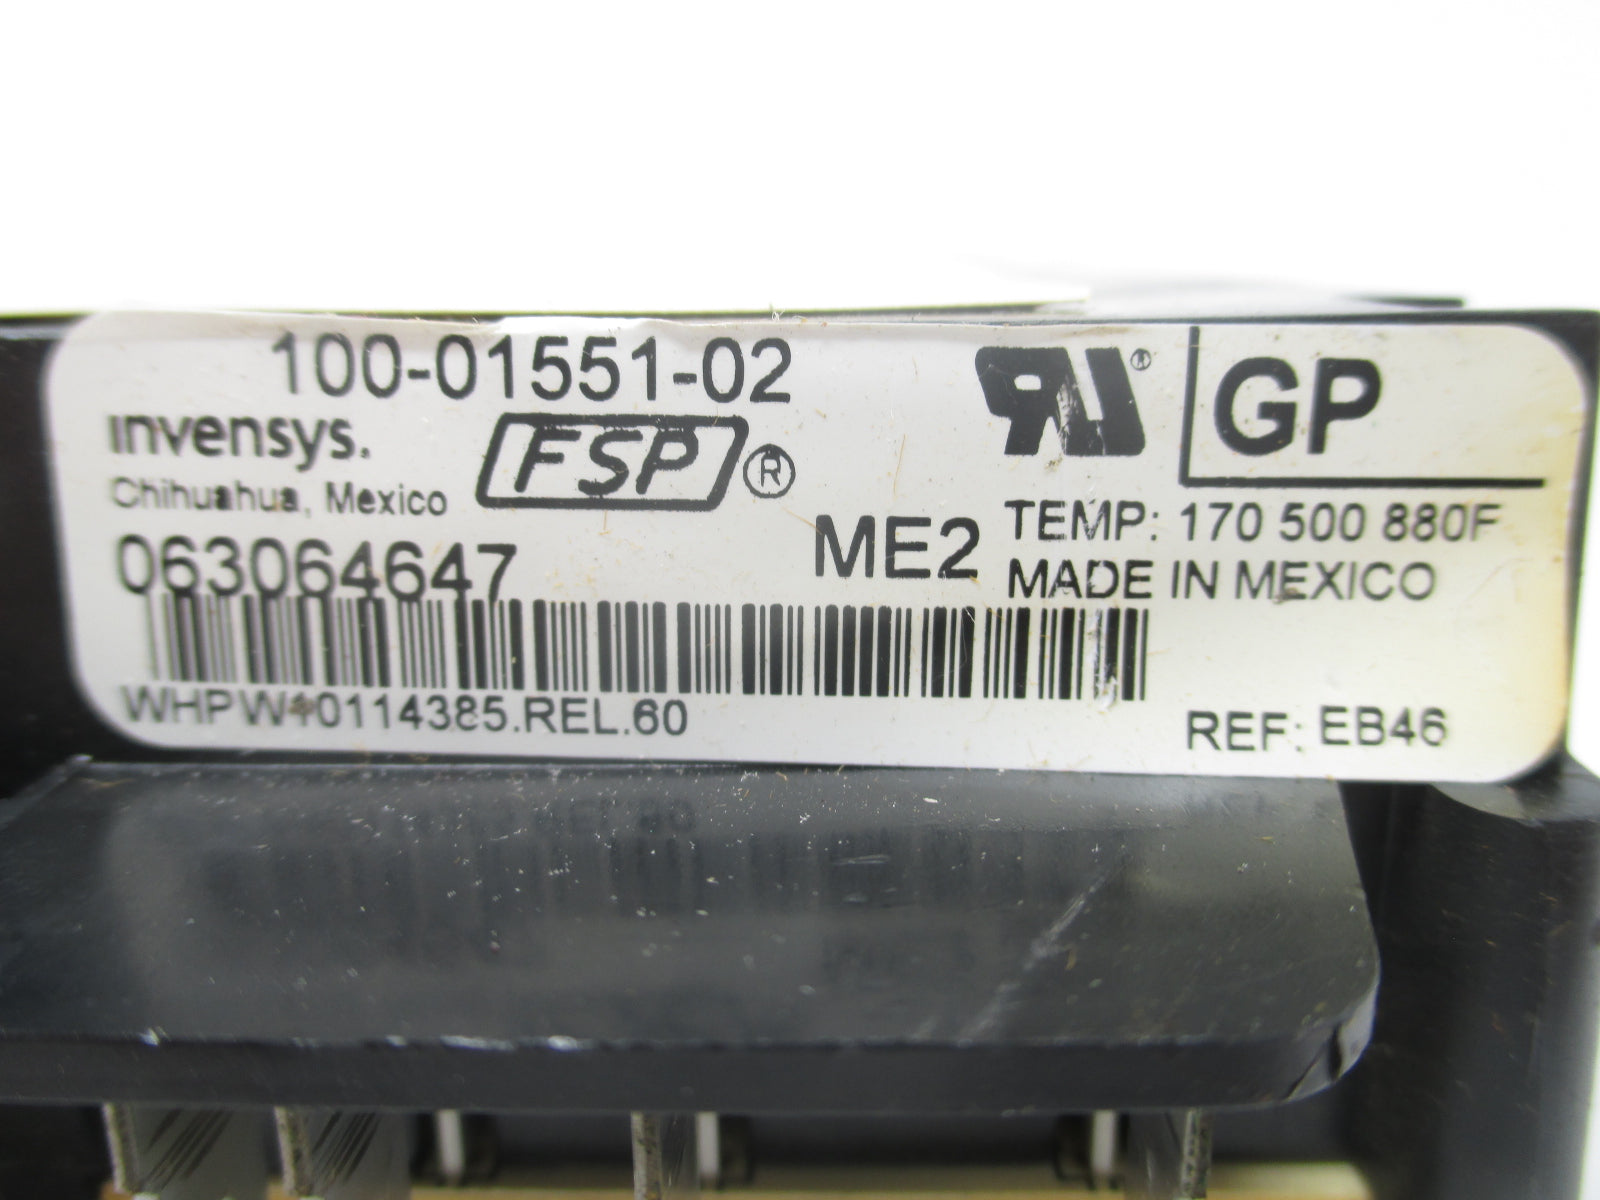 100-01551-02
invensys.
FSP®
Chihuahua, Mexico
063064647
ME2
WHPW10114385.REL.60
RU®
GP
TEMP: 170 500 880F
MADE IN MEXICO
REF: EB46